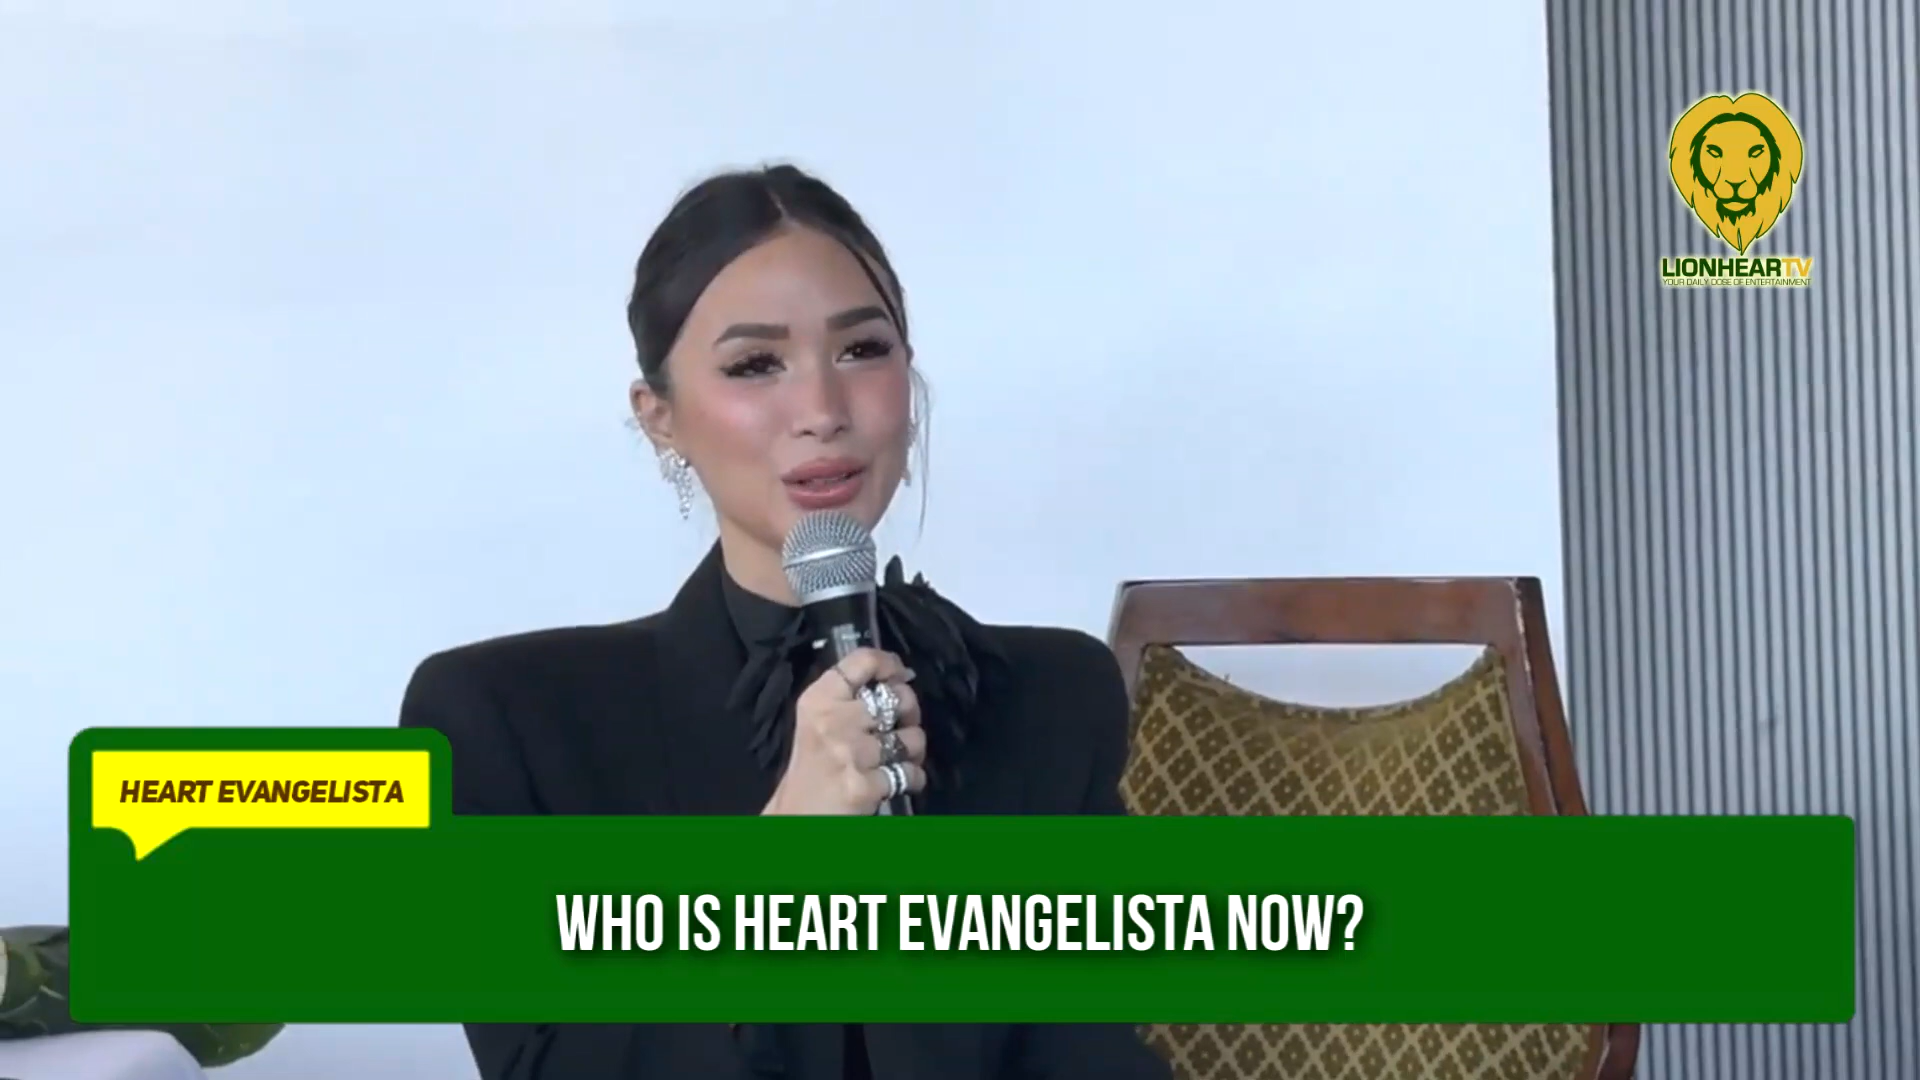 LIONHEARTV
YOUR DAILY DOSE OF ENTERTAINMENT
HEART EVANGELISTA
WHO IS HEART EVANGELISTA NOW?